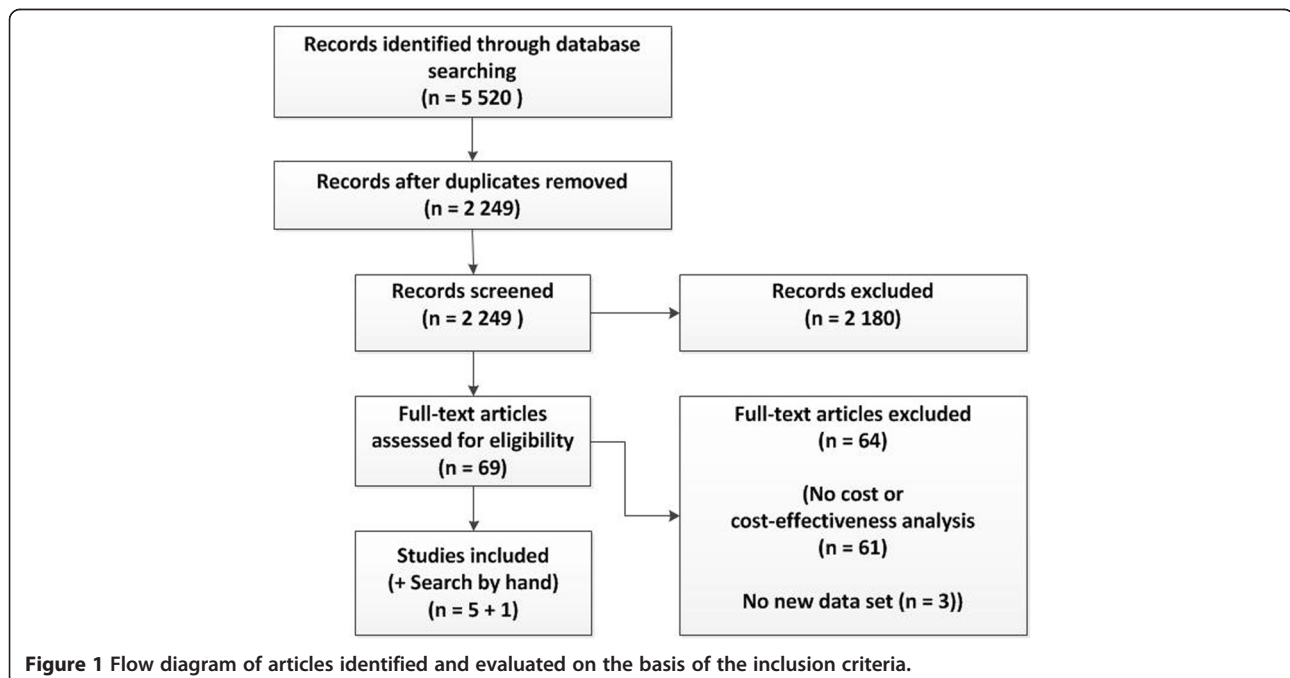 Records identified through database
searching
(n = 5 520 )
Records after duplicates removed
(n = 2 249)
Records screened
(n = 2 249 )
Records excluded
(n = 2 180)
Full-text articles
assessed for eligibility
(n = 69)
Full-text articles excluded
(n = 64)
(No cost or
cost-effectiveness analysis
(n = 61)
No new data set (n = 3))
Studies included
(+ Search by hand)
(n = 5 + 1)
Figure 1 Flow diagram of articles identified and evaluated on the basis of the inclusion criteria.